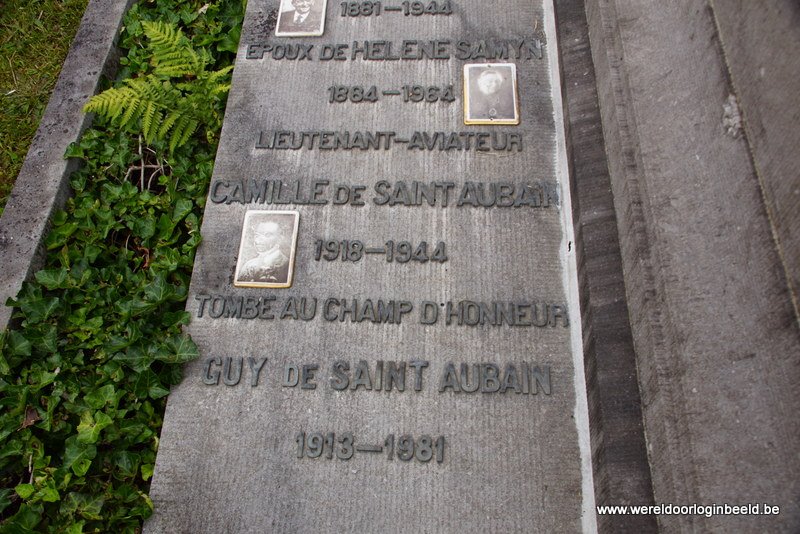 1881–1944
EPOUX DE HELENE SAMYN
1884–1964
LIEUTENANT–AVIATEUR
CAMILLE DE SAINT AUBAIN
1918–1944
TOMBE AU CHAMP D'HONNEUR
GUY DE SAINT AUBAIN
1913–1981
www.wereldoorloginbeeld.be